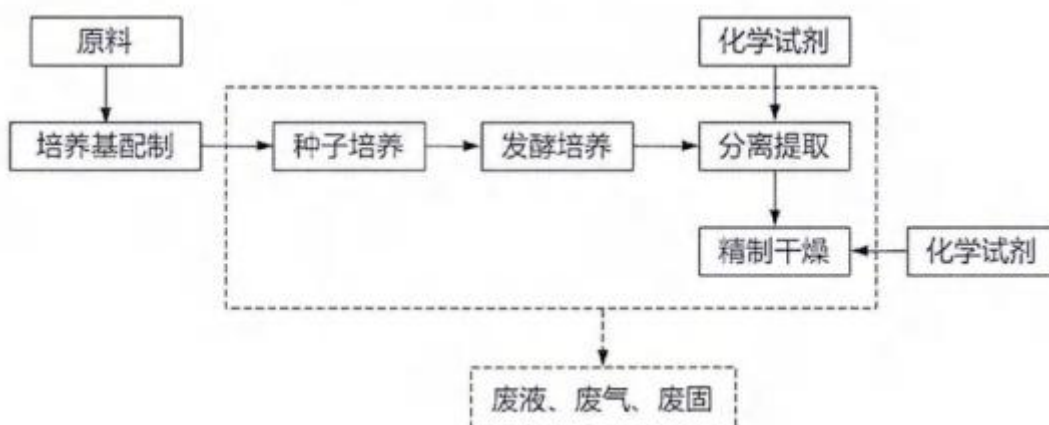 原料
化学试剂
培养基配制
种子培养
发酵培养
分离提取
精制干燥
化学试剂
废液、废气、废固